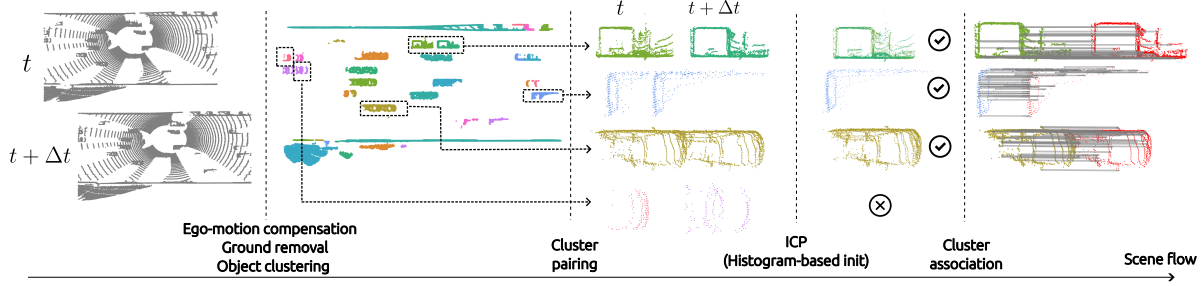 t
t + Δt
t
t + Δt
Ego-motion compensation
Ground removal
Object clustering
Cluster
pairing
ICP
(Histogram-based init)
Cluster
association
Scene flow